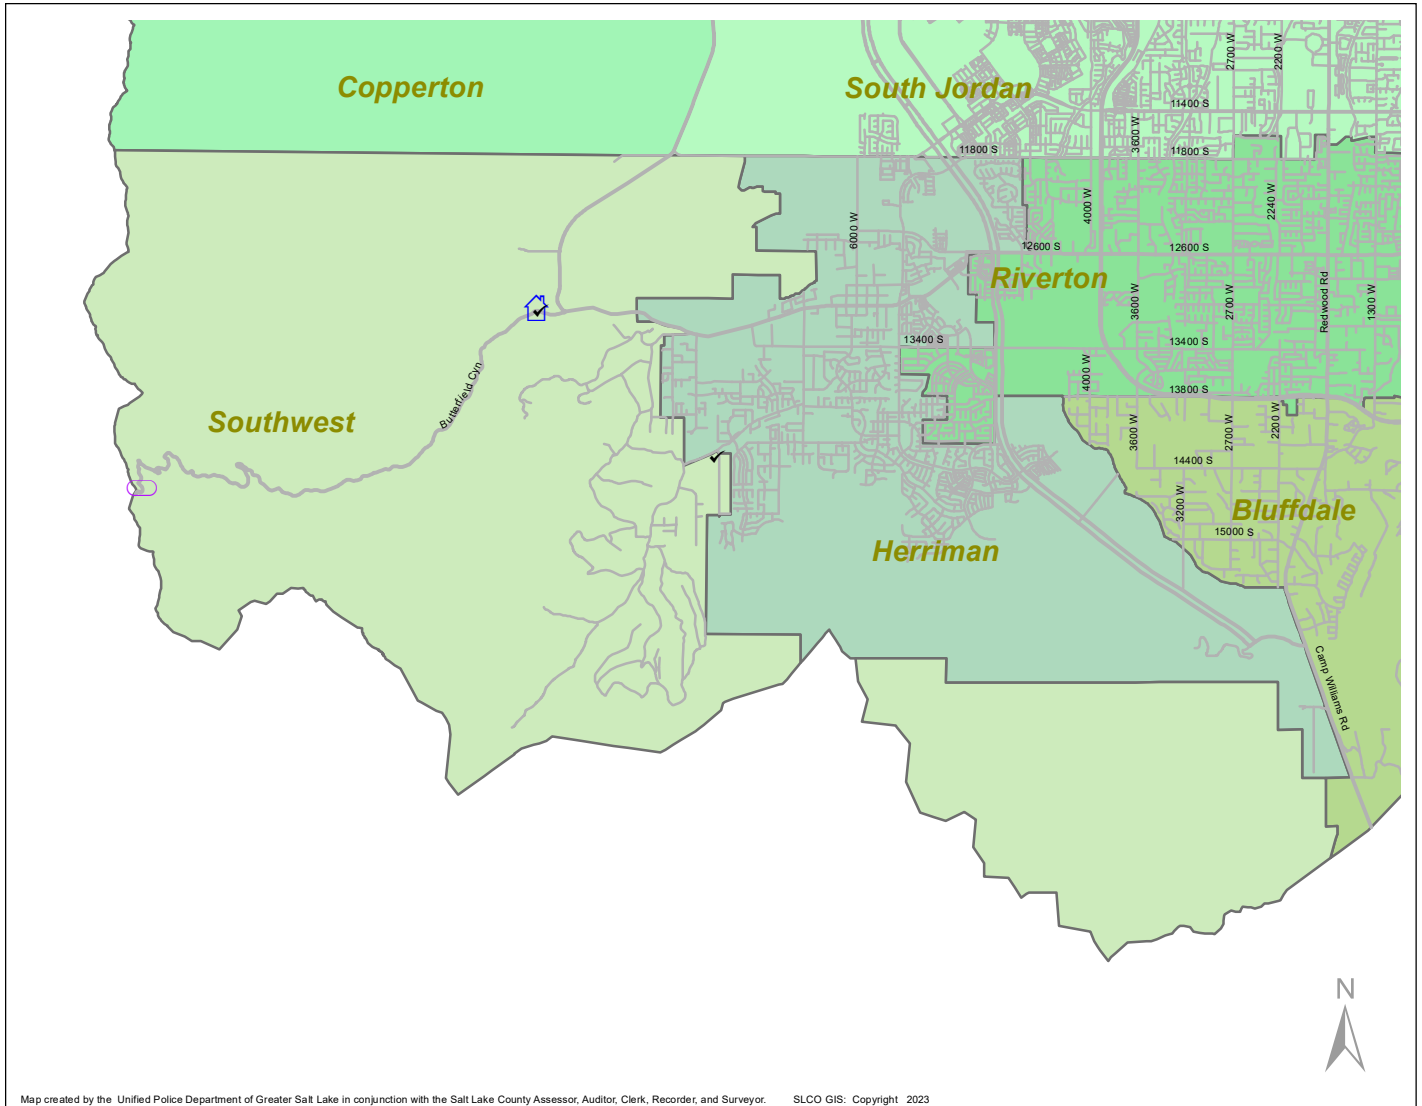 2700 W
2200 W
Copperton
South Jordan
11400 S
3600 W
11800 S
11800 S
4000 W
2240 W
6000 W
12600 S
12600 S
Riverton
Redwood Rd
3600 W
2700 W
1300 W
13400 S
13400 S
4000 W
13800 S
Butterfield Cyn
Southwest
3600 W
2700 W
2200 W
14400 S
3200 W
Bluffdale
15000 S
Herriman
Camp Williams Rd
N
Map created by the Unified Police Department of Greater Salt Lake in conjunction with the Salt Lake County Assessor, Auditor, Clerk, Recorder, and Surveyor. SLCO GIS: Copyright 2023